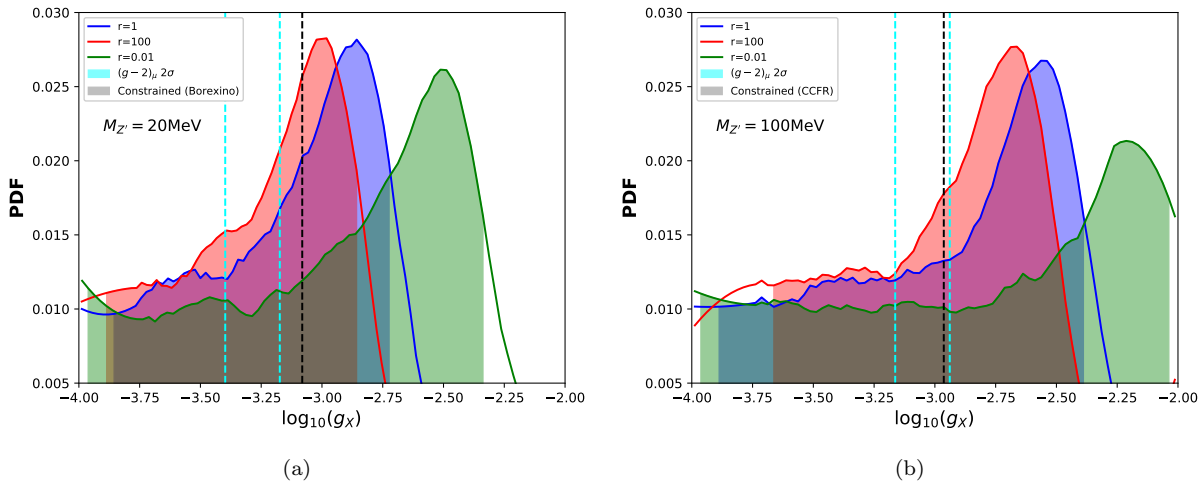 0.030
0.025
0.020
0.015
0.010
0.005
PDF
r=1
r=100
r=0.01
(g−2)μ 2σ
Constrained (Borexino)
MZ′ = 20MeV
−4.00 −3.75 −3.50 −3.25 −3.00 −2.75 −2.50 −2.25 −2.00
log10(gX)
(a)
0.030
0.025
0.020
0.015
0.010
0.005
PDF
r=1
r=100
r=0.01
(g−2)μ 2σ
Constrained (CCFR)
MZ′ = 100MeV
−4.00 −3.75 −3.50 −3.25 −3.00 −2.75 −2.50 −2.25 −2.00
log10(gX)
(b)